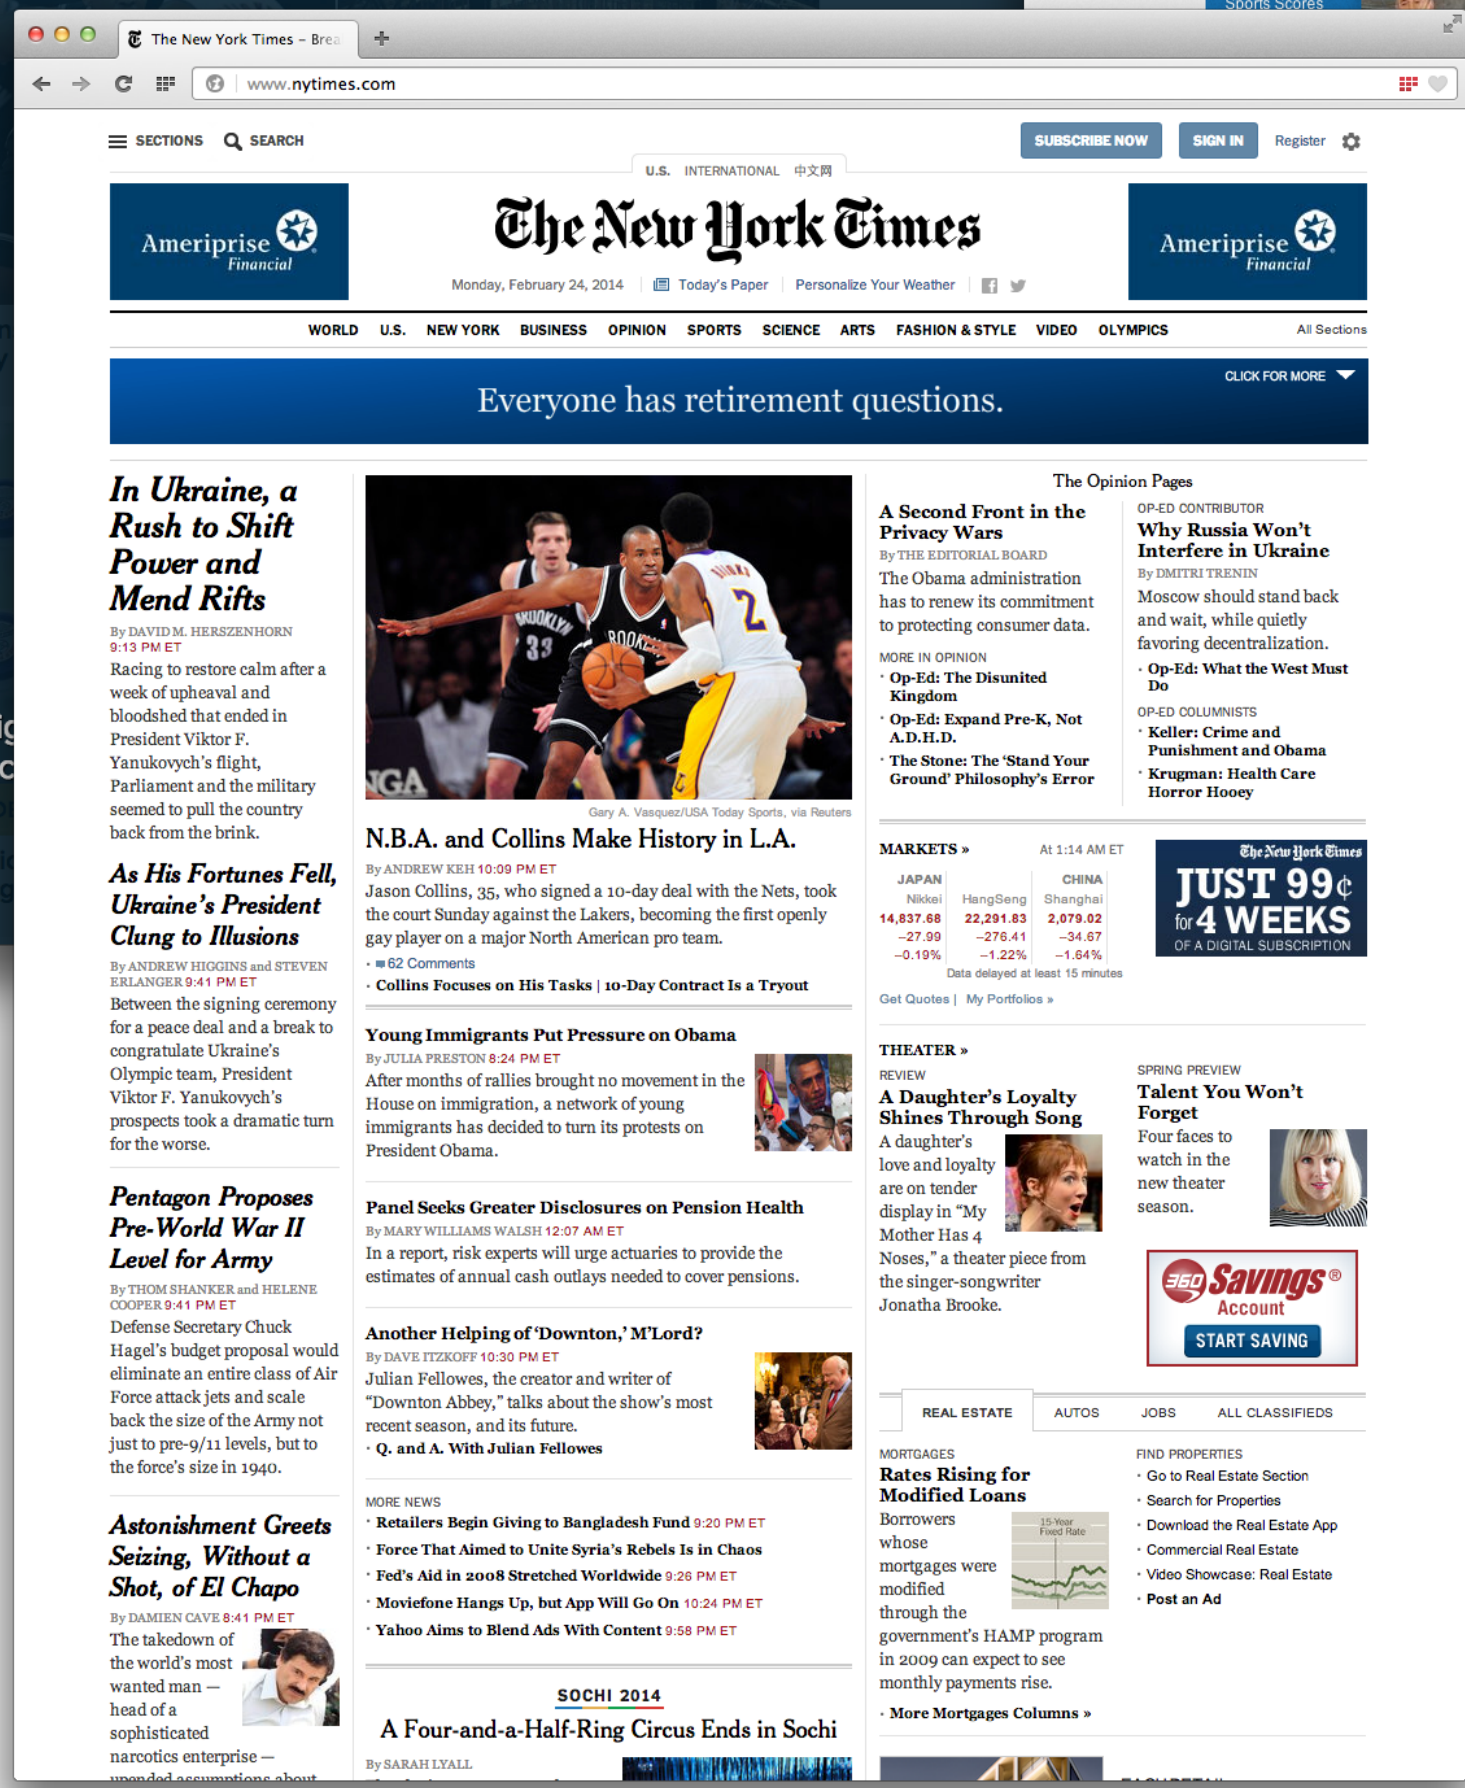 Sports Scores
The New York Times – Brea
www.nytimes.com
SECTIONS SEARCH
SUBSCRIBE NOW SIGN IN Register
U.S. INTERNATIONAL 中文网
Ameriprise
Financial
The New York Times
Ameriprise
Financial
Monday, February 24, 2014 Today's Paper Personalize Your Weather
WORLD U.S. NEW YORK BUSINESS OPINION SPORTS SCIENCE ARTS FASHION & STYLE VIDEO OLYMPICS All Sections
CLICK FOR MORE
Everyone has retirement questions.
In Ukraine, a
Rush to Shift
Power and
Mend Rifts
By DAVID M. HERSZENHORN
9:13 PM ET
Racing to restore calm after a
week of upheaval and
bloodshed that ended in
President Viktor F.
Yanukovych's flight,
Parliament and the military
seemed to pull the country
back from the brink.
As His Fortunes Fell,
Ukraine's President
Clung to Illusions
By ANDREW HIGGINS and STEVEN
ERLANGER 9:41 PM ET
Between the signing ceremony
for a peace deal and a break to
congratulate Ukraine's
Olympic team, President
Viktor F. Yanukovych's
prospects took a dramatic turn
for the worse.
Pentagon Proposes
Pre-World War II
Level for Army
By THOM SHANKER and HELENE
COOPER 9:41 PM ET
Defense Secretary Chuck
Hagel's budget proposal would
eliminate an entire class of Air
Force attack jets and scale
back the size of the Army not
just to pre-9/11 levels, but to
the force's size in 1940.
Astonishment Greets
Seizing, Without a
Shot, of El Chapo
By DAMIEN CAVE 8:41 PM ET
The takedown of
the world's most
wanted man —
head of a
sophisticated
narcotics enterprise —
upended assumptions about
BROOKLYN
33
2
NGA
Gary A. Vasquez/USA Today Sports, via Reuters
N.B.A. and Collins Make History in L.A.
By ANDREW KEH 10:09 PM ET
Jason Collins, 35, who signed a 10-day deal with the Nets, took
the court Sunday against the Lakers, becoming the first openly
gay player on a major North American pro team.
· 62 Comments
· Collins Focuses on His Tasks | 10-Day Contract Is a Tryout
Young Immigrants Put Pressure on Obama
By JULIA PRESTON 8:24 PM ET
After months of rallies brought no movement in the
House on immigration, a network of young
immigrants has decided to turn its protests on
President Obama.
Panel Seeks Greater Disclosures on Pension Health
By MARY WILLIAMS WALSH 12:07 AM ET
In a report, risk experts will urge actuaries to provide the
estimates of annual cash outlays needed to cover pensions.
Another Helping of ‘Downton,’ M'Lord?
By DAVE ITZKOFF 10:30 PM ET
Julian Fellowes, the creator and writer of
“Downton Abbey,” talks about the show's most
recent season, and its future.
· Q. and A. With Julian Fellowes
MORE NEWS
· Retailers Begin Giving to Bangladesh Fund 9:20 PM ET
· Force That Aimed to Unite Syria's Rebels Is in Chaos
· Fed's Aid in 2008 Stretched Worldwide 9:26 PM ET
· Moviefone Hangs Up, but App Will Go On 10:24 PM ET
· Yahoo Aims to Blend Ads With Content 9:58 PM ET
SOCHI 2014
A Four-and-a-Half-Ring Circus Ends in Sochi
By SARAH LYALL
The Opinion Pages
A Second Front in the
Privacy Wars
By THE EDITORIAL BOARD
The Obama administration
has to renew its commitment
to protecting consumer data.
MORE IN OPINION
· Op-Ed: The Disunited
Kingdom
· Op-Ed: Expand Pre-K, Not
A.D.H.D.
· The Stone: The ‘Stand Your
Ground’ Philosophy's Error
OP-ED CONTRIBUTOR
Why Russia Won't
Interfere in Ukraine
By DMITRI TRENIN
Moscow should stand back
and wait, while quietly
favoring decentralization.
· Op-Ed: What the West Must
Do
OP-ED COLUMNISTS
· Keller: Crime and
Punishment and Obama
· Krugman: Health Care
Horror Hooey
MARKETS » At 1:14 AM ET
JAPAN CHINA
Nikkei HangSeng Shanghai
14,837.68 22,291.83 2,079.02
–27.99 –276.41 –34.67
–0.19% –1.22% –1.64%
Data delayed at least 15 minutes
Get Quotes | My Portfolios »
The New York Times
JUST 99¢
for 4 WEEKS
OF A DIGITAL SUBSCRIPTION
THEATER »
REVIEW
A Daughter's Loyalty
Shines Through Song
A daughter's
love and loyalty
are on tender
display in “My
Mother Has 4
Noses,” a theater piece from
the singer-songwriter
Jonatha Brooke.
SPRING PREVIEW
Talent You Won't
Forget
Four faces to
watch in the
new theater
season.
360 Savings®
Account
START SAVING
REAL ESTATE AUTOS JOBS ALL CLASSIFIEDS
MORTGAGES
Rates Rising for
Modified Loans
Borrowers
whose
mortgages were
modified
through the
government's HAMP program
in 2009 can expect to see
monthly payments rise.
15-Year
Fixed Rate
· More Mortgages Columns »
FIND PROPERTIES
· Go to Real Estate Section
· Search for Properties
· Download the Real Estate App
· Commercial Real Estate
· Video Showcase: Real Estate
· Post an Ad